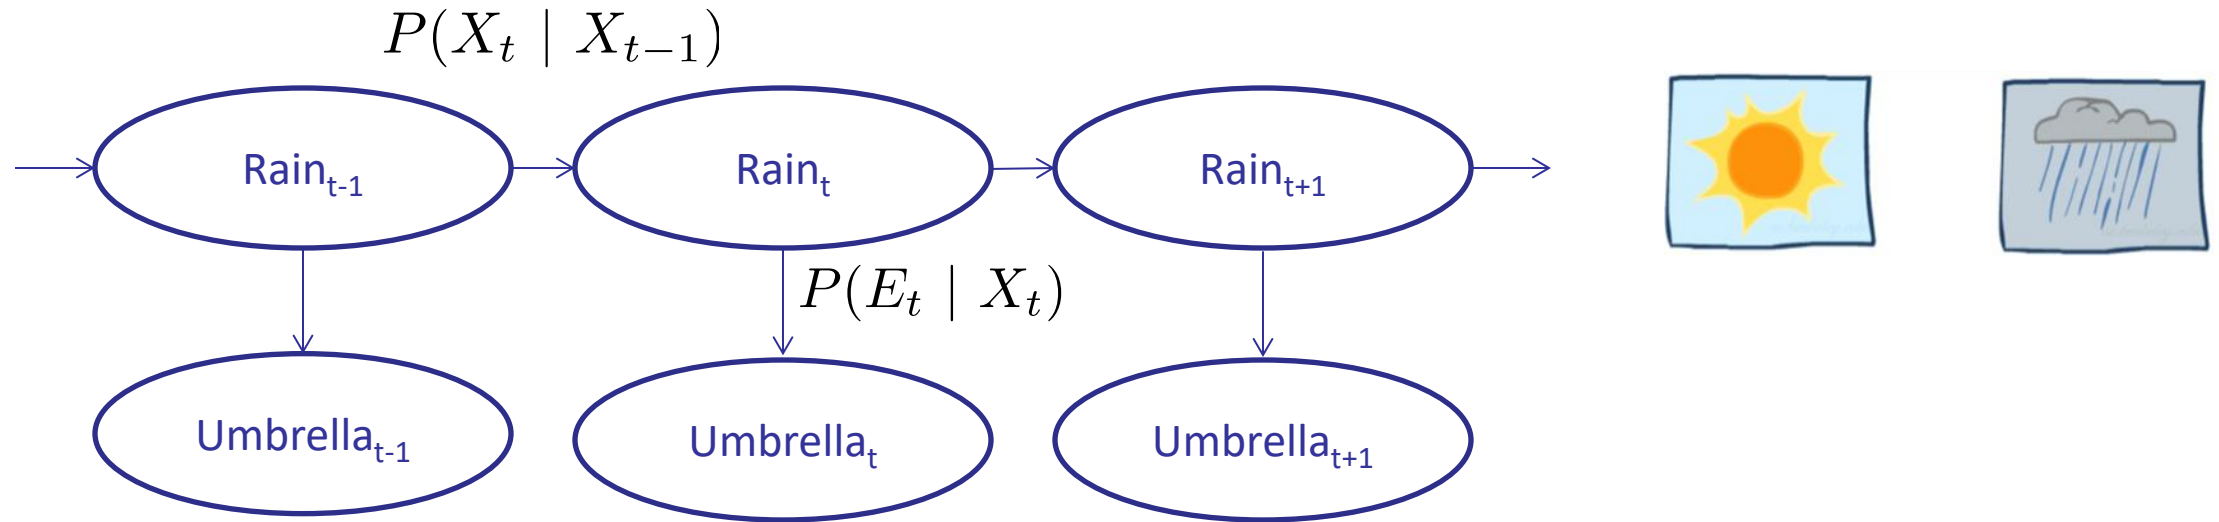 P(X_t | X_{t−1})
Rain_{t-1}
Rain_t
Rain_{t+1}
P(E_t | X_t)
Umbrella_{t-1}
Umbrella_t
Umbrella_{t+1}